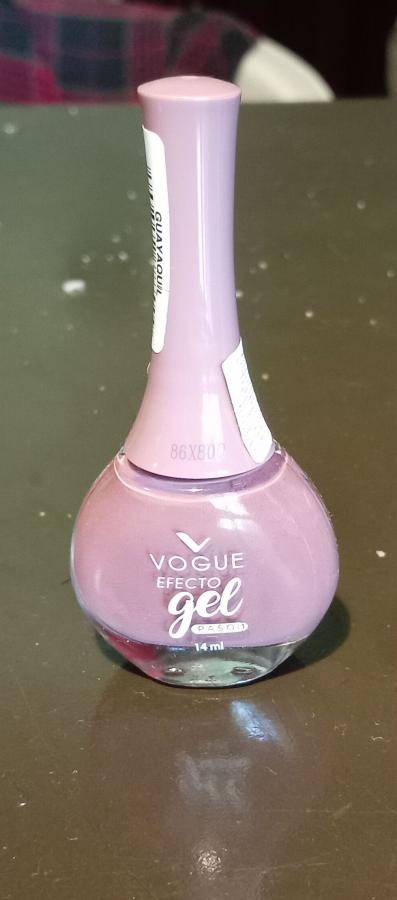 GUAYAQUIL
86X800
VOGUE
EFECTO
gel
PASO 1
14 ml